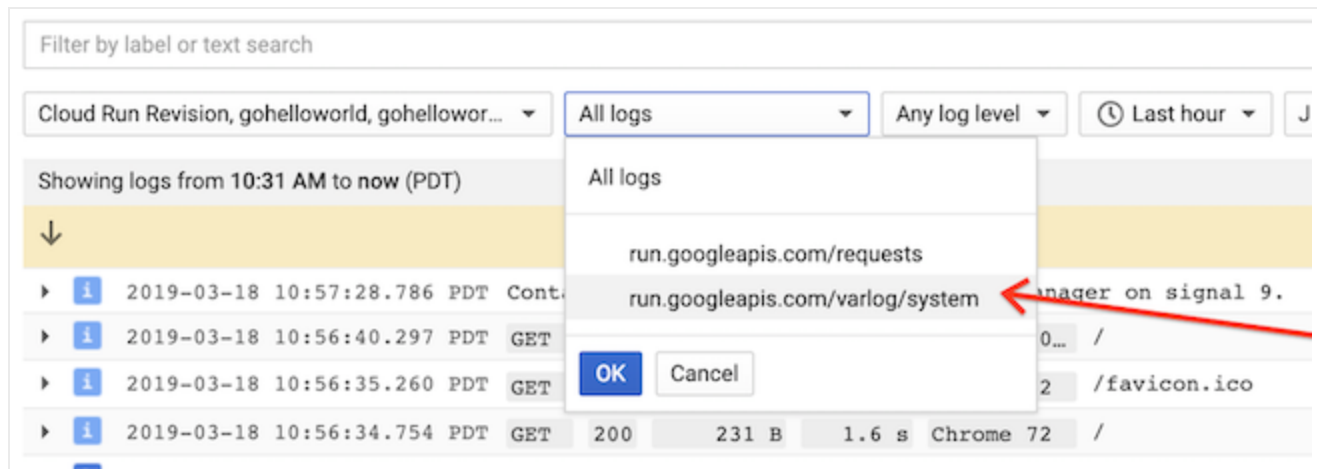 Filter by label or text search
Cloud Run Revision, gohelloworld, gohellowor... All logs Any log level Last hour J
Showing logs from 10:31 AM to now (PDT)
All logs
run.googleapis.com/requests
run.googleapis.com/varlog/system
OK Cancel
2019-03-18 10:57:28.786 PDT Cont anager on signal 9.
2019-03-18 10:56:40.297 PDT GET 0... /
2019-03-18 10:56:35.260 PDT GET 2 /favicon.ico
2019-03-18 10:56:34.754 PDT GET 200 231 B 1.6 s Chrome 72 /